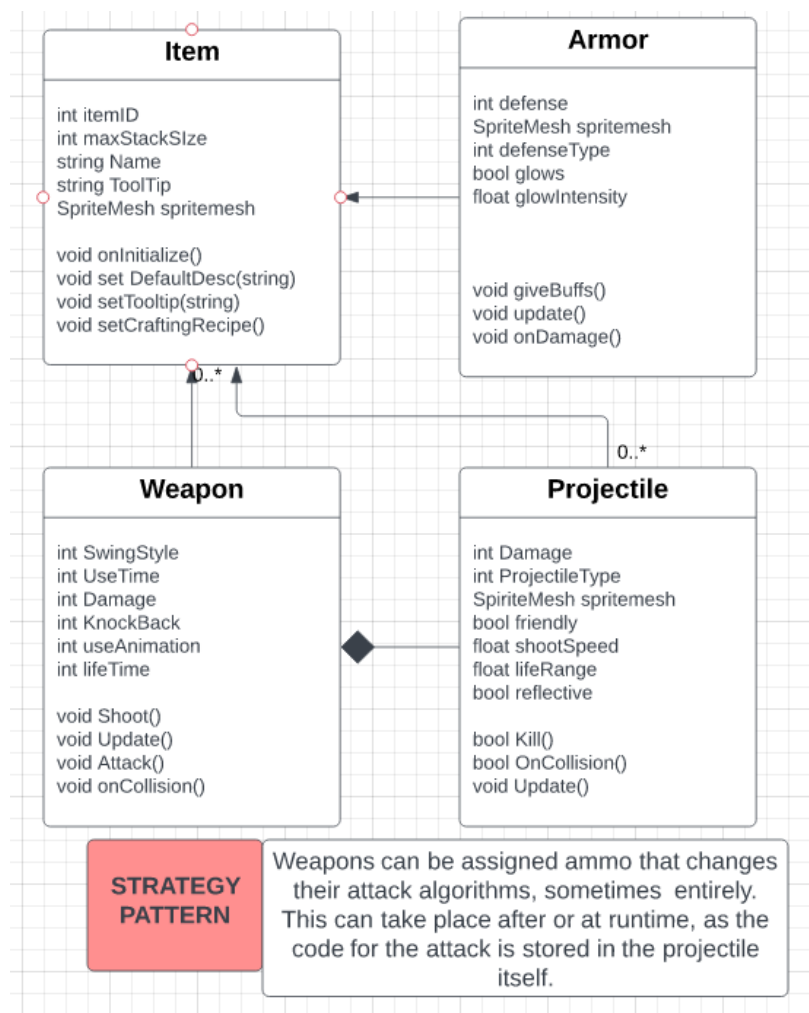 Item
int itemID
int maxStackSIze
string Name
string ToolTip
SpriteMesh spritemesh
void onInitialize()
void set DefaultDesc(string)
void setTooltip(string)
void setCraftingRecipe()
Armor
int defense
SpriteMesh spritemesh
int defenseType
bool glows
float glowIntensity
void giveBuffs()
void update()
void onDamage()
0..*
0..*
Weapon
int SwingStyle
int UseTime
int Damage
int KnockBack
int useAnimation
int lifeTime
void Shoot()
void Update()
void Attack()
void onCollision()
Projectile
int Damage
int ProjectileType
SpiriteMesh spritemesh
bool friendly
float shootSpeed
float lifeRange
bool reflective
bool Kill()
bool OnCollision()
void Update()
STRATEGY
PATTERN
Weapons can be assigned ammo that changes
their attack algorithms, sometimes entirely.
This can take place after or at runtime, as the
code for the attack is stored in the projectile
itself.